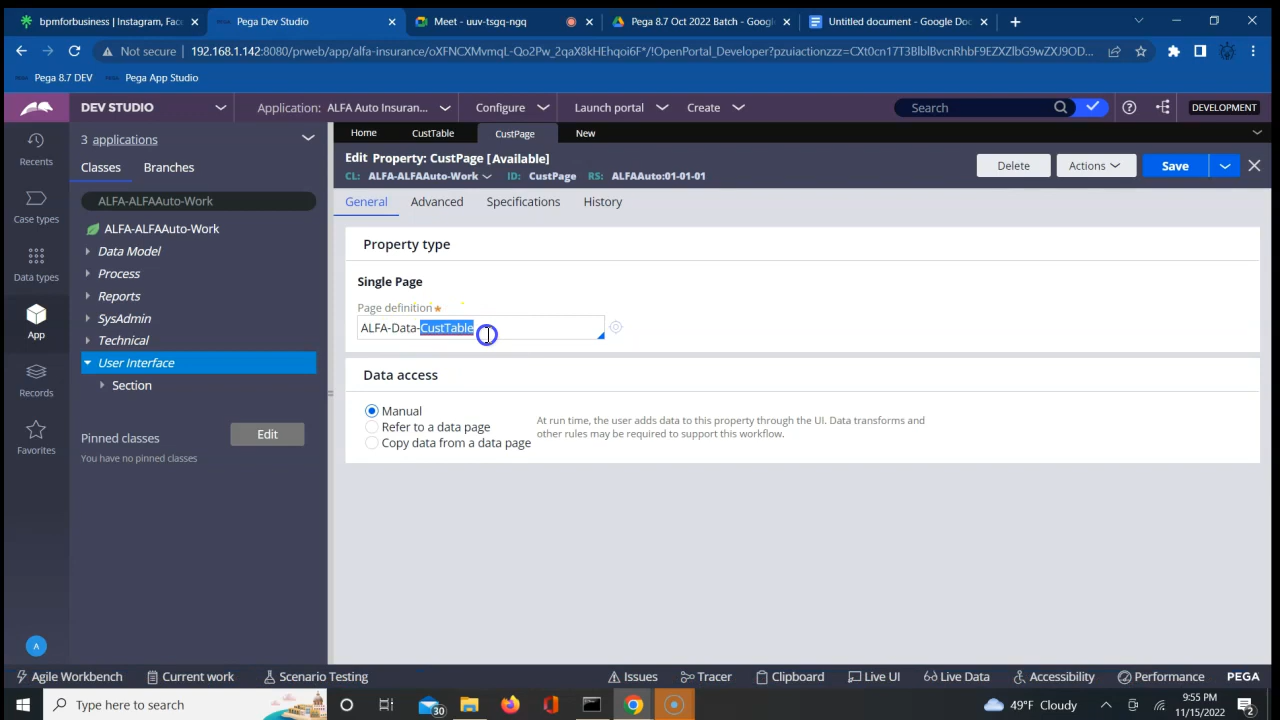 bpmforbusiness | Instagram, Face
Pega Dev Studio
Meet - uuv-tsgq-ngq
Pega 8.7 Oct 2022 Batch - Google
Untitled document - Google Doc
Not secure
192.168.1.142:8080/prweb/app/alfa-insurance/oXFNCXMvmqL-Qo2Pw_2qaX8kHEhqoi6F*/!OpenPortal_Developer?pzuiactionzzz=CXt0cn17T3BlblBvcnRhbF9EZXZlbG9wZXJ9OD...
Pega 8.7 DEV
Pega App Studio
DEV STUDIO
Application: ALFA Auto Insuran...
Configure
Launch portal
Create
Search
DEVELOPMENT
Recents
Case types
Data types
App
Records
Favorites
A
3 applications
Classes
Branches
ALFA-ALFAAuto-Work
ALFA-ALFAAuto-Work
Data Model
Process
Reports
SysAdmin
Technical
User Interface
Section
Pinned classes
Edit
You have no pinned classes
Home
CustTable
CustPage
New
Edit Property: CustPage [Available]
CL: ALFA-ALFAAuto-Work ID: CustPage RS: ALFAAuto:01-01-01
Delete
Actions
Save
General
Advanced
Specifications
History
Property type
Single Page
Page definition★
ALFA-Data-CustTable
Data access
Manual
Refer to a data page
Copy data from a data page
At run time, the user adds data to this property through the UI. Data transforms and
other rules may be required to support this workflow.
Agile Workbench
Current work
Scenario Testing
Issues
Tracer
Clipboard
Live UI
Live Data
Accessibility
Performance
PEGA
Type here to search
30
49°F Cloudy
9:55 PM
11/15/2022
2